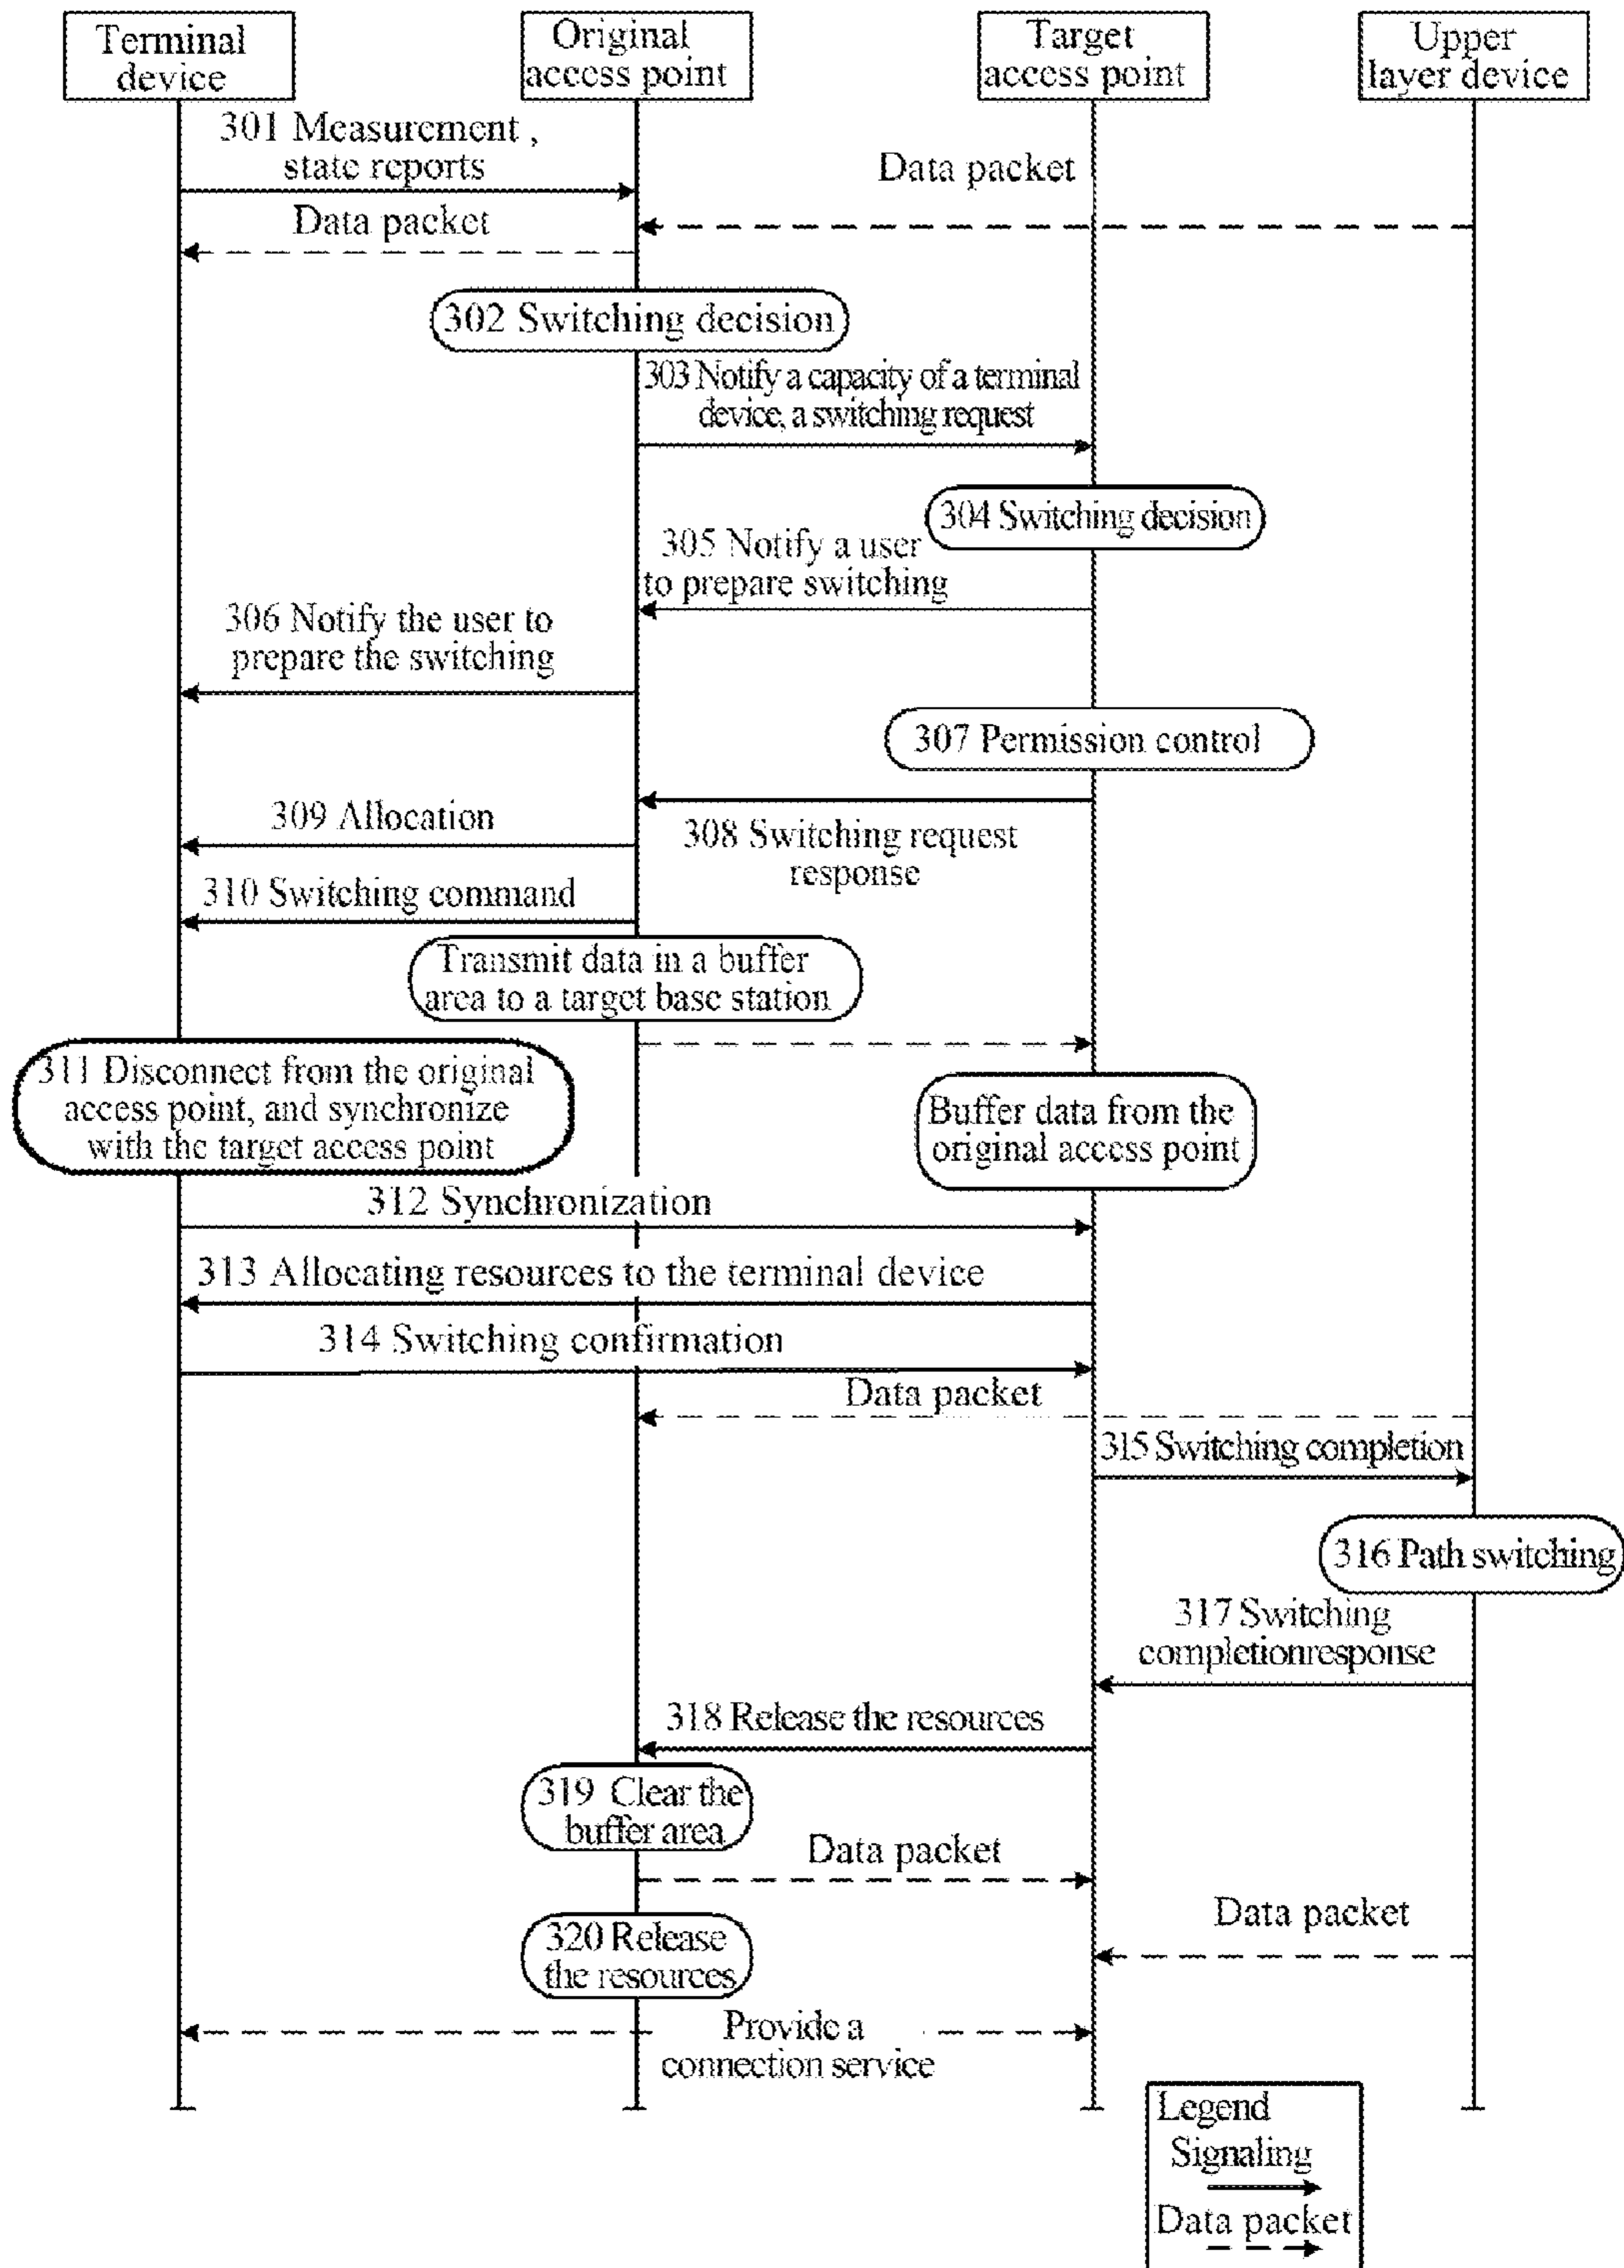 Terminal
device
Original
access point
Target
access point
Upper
layer device
301 Measurement ,
state reports
Data packet
Data packet
302 Switching decision
303 Notify a capacity of a terminal
device, a switching request
304 Switching decision
305 Notify a user
to prepare switching
306 Notify the user to
prepare the switching
307 Permission control
309 Allocation
308 Switching request
response
310 Switching command
Transmit data in a buffer
area to a target base station
311 Disconnect from the original
access point, and synchronize
with the target access point
Buffer data from the
original access point
312 Synchronization
313 Allocating resources to the terminal device
314 Switching confirmation
Data packet
315 Switching completion
316 Path switching
317 Switching
completionresponse
318 Release the resources
319 Clear the
buffer area
Data packet
Data packet
320 Release
the resources
Provide a
connection service
Legend
Signaling
Data packet